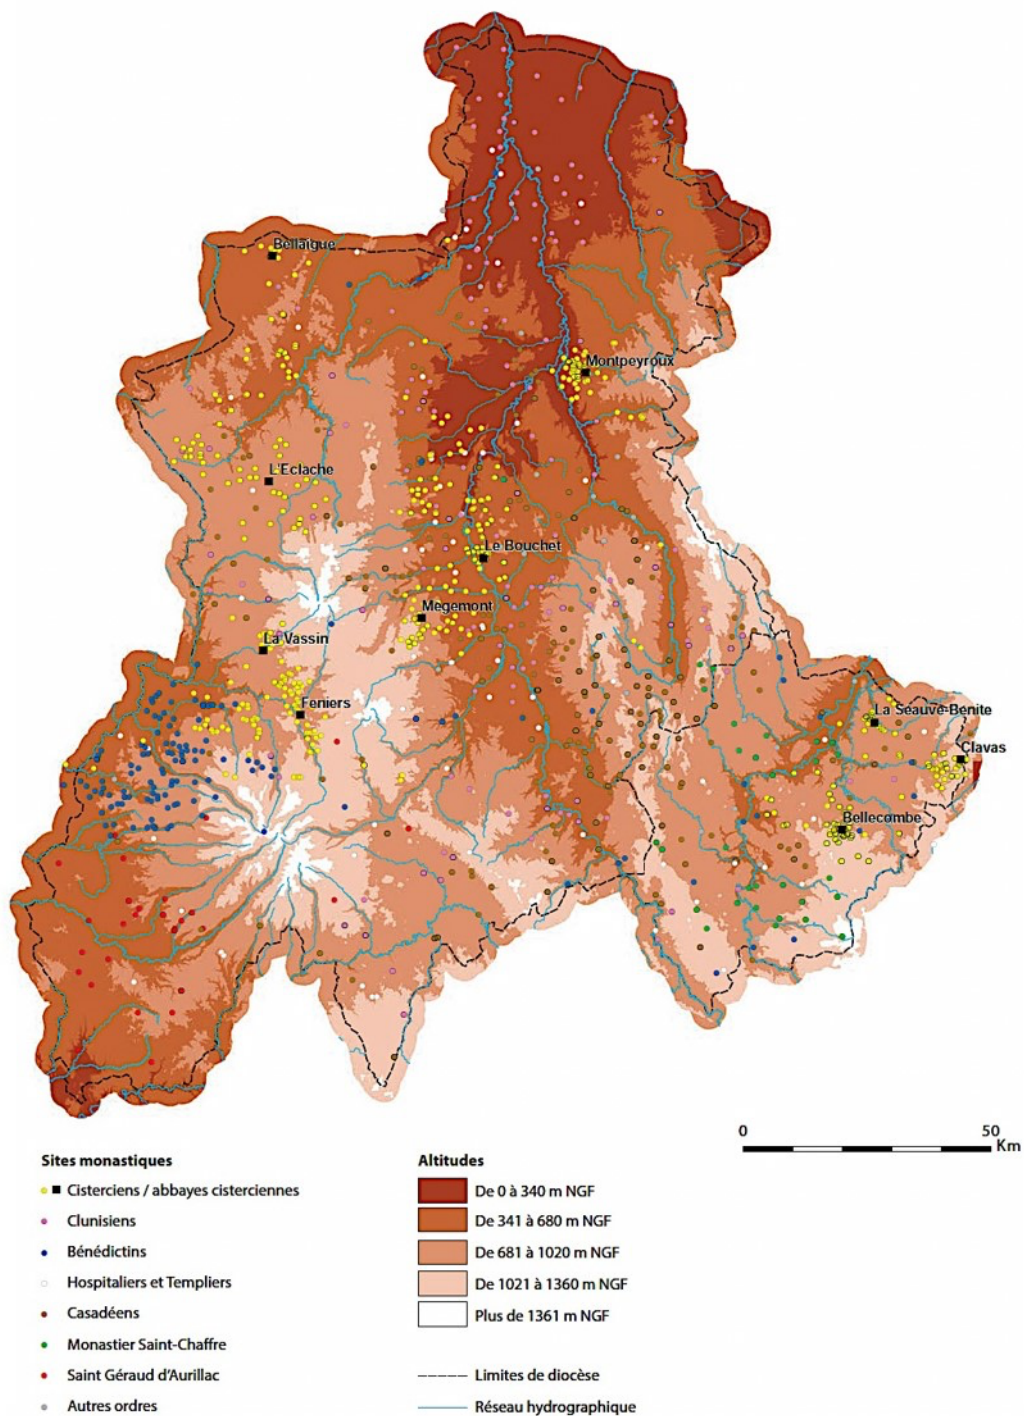 Bellaigue
Montpeyroux
L'Eclache
Le Bouchet
Mégemont
La Vassin
Feniers
La Seauve-Bénite
Clavas
Bellecombe
0 50
Km
Sites monastiques
Cisterciens / abbayes cisterciennes
Clunisiens
Bénédictins
Hospitaliers et Templiers
Casadéens
Monastier Saint-Chaffre
Saint Géraud d'Aurillac
Autres ordres
Altitudes
De 0 à 340 m NGF
De 341 à 680 m NGF
De 681 à 1020 m NGF
De 1021 à 1360 m NGF
Plus de 1361 m NGF
Limites de diocèse
Réseau hydrographique